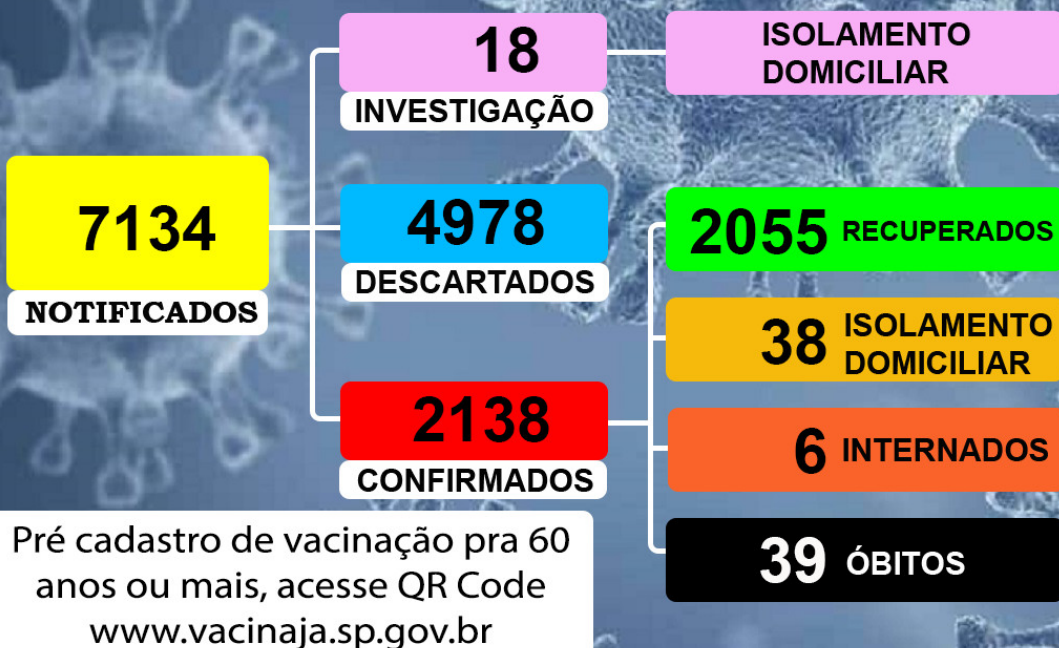 7134
NOTIFICADOS
18
INVESTIGAÇÃO
ISOLAMENTO
DOMICILIAR
4978
DESCARTADOS
2138
CONFIRMADOS
2055 RECUPERADOS
38 ISOLAMENTO
DOMICILIAR
6 INTERNADOS
39 ÓBITOS
Pré cadastro de vacinação pra 60
anos ou mais, acesse QR Code
www.vacinaja.sp.gov.br